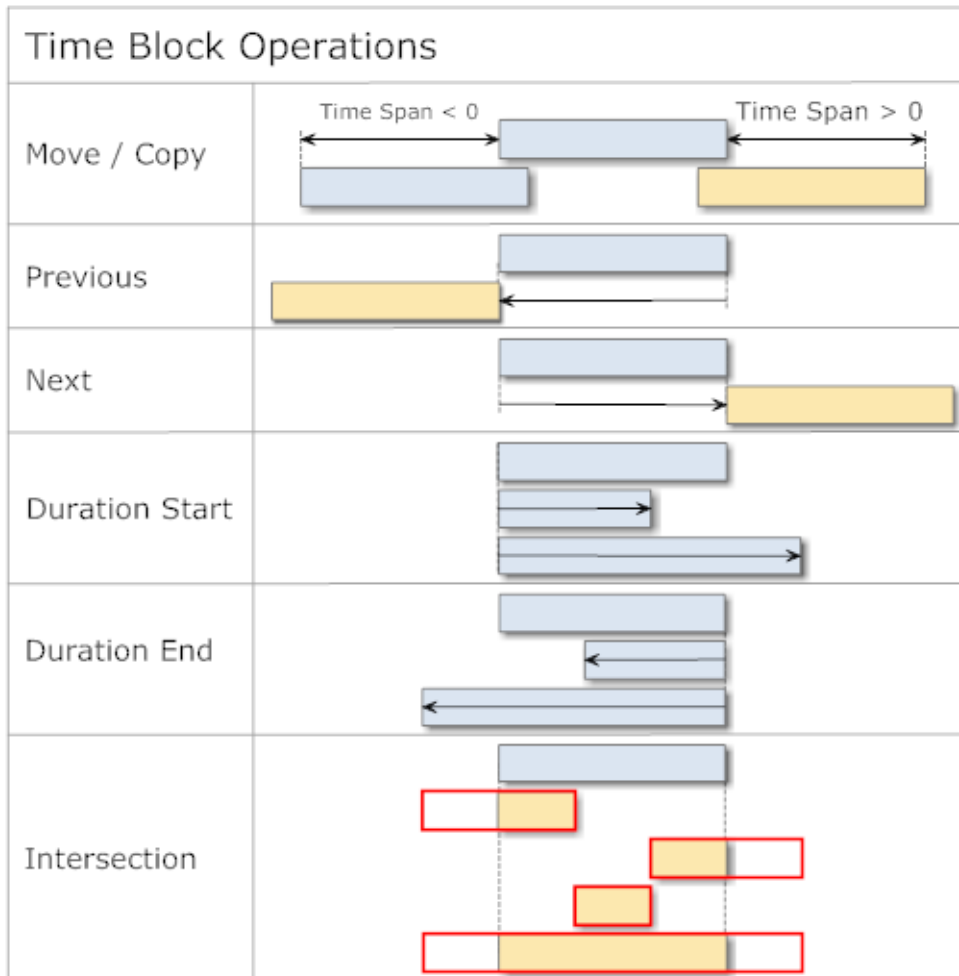 Time Block Operations
Time Span < 0
Time Span > 0
Move / Copy
Previous
Next
Duration Start
Duration End
Intersection